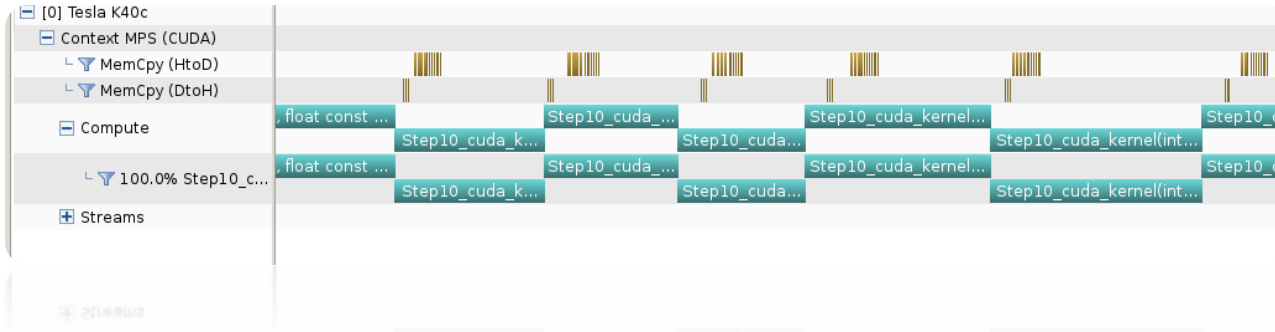 [0] Tesla K40c
Context MPS (CUDA)
MemCpy (HtoD)
MemCpy (DtoH)
Compute
, float const ... Step10_cuda_... Step10_cuda_kernel... Step10_c
Step10_cuda_k... Step10_cuda... Step10_cuda_kernel(int...
100.0% Step10_c...
, float const ... Step10_cuda_... Step10_cuda_kernel... Step10_c
Step10_cuda_k... Step10_cuda... Step10_cuda_kernel(int...
Streams
Streams